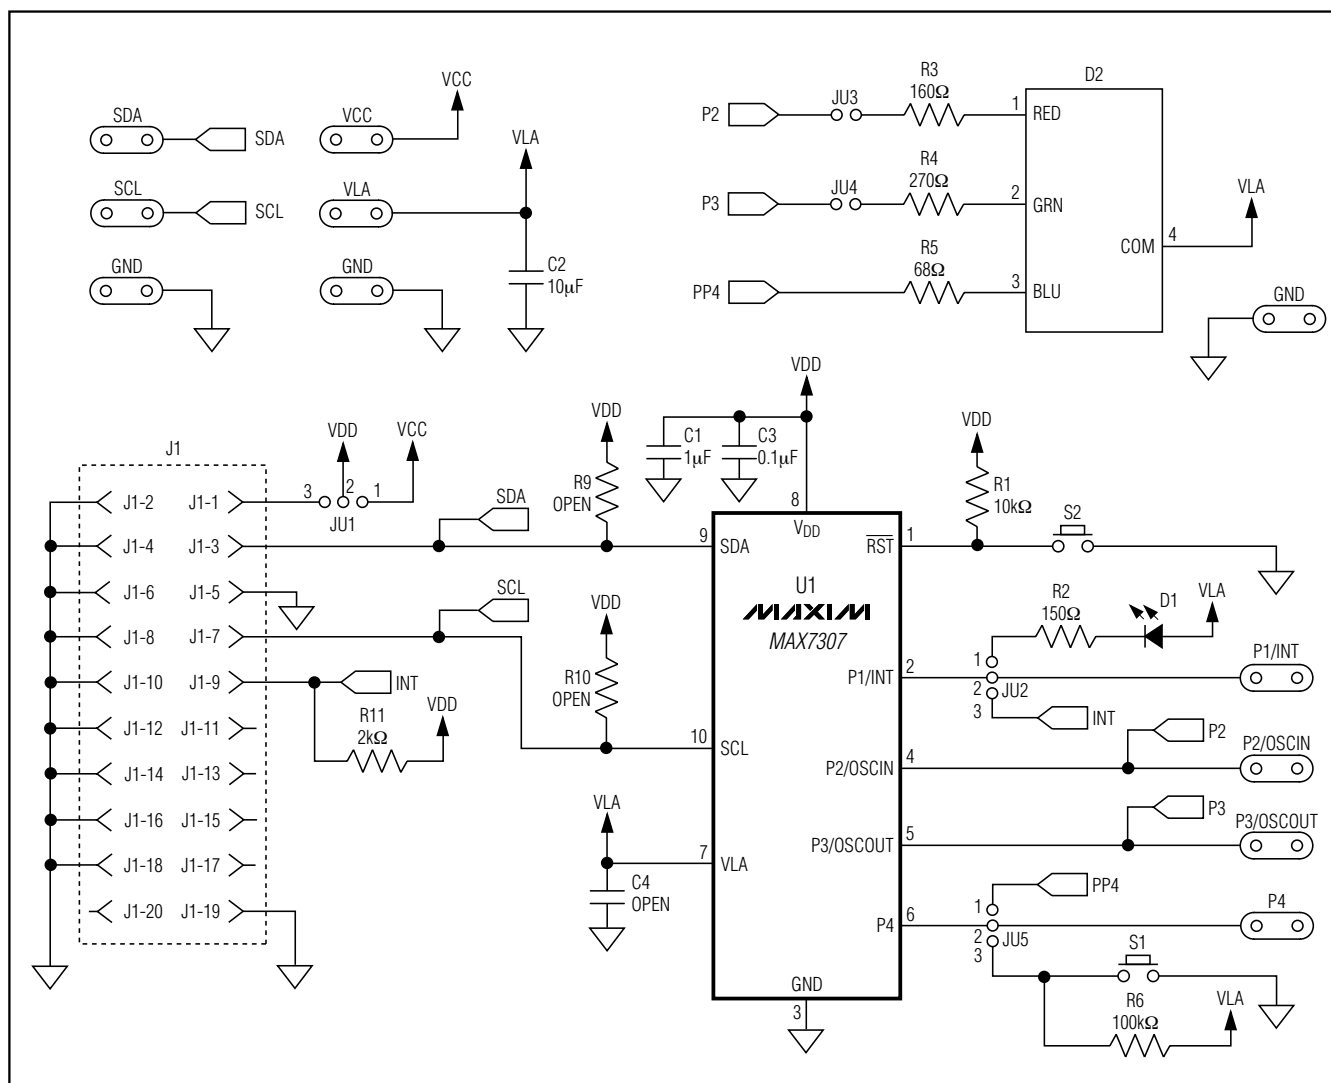 SDA
SDA
VCC
VCC
SCL
SCL
VLA
VLA
GND
GND
C2
10μF
P2
JU3
R3
160Ω
1
RED
D2
P3
JU4
R4
270Ω
2
GRN
PP4
R5
68Ω
3
BLU
COM
4
VLA
GND
J1
J1-2
J1-1
J1-4
J1-3
J1-6
J1-5
J1-8
J1-7
J1-10
J1-9
J1-12
J1-11
J1-14
J1-13
J1-16
J1-15
J1-18
J1-17
J1-20
J1-19
VDD
VCC
3
2
1
JU1
SDA
VDD
R9
OPEN
SCL
VDD
R10
OPEN
INT
R11
2kΩ
VDD
VLA
C4
OPEN
VDD
C1
1μF
C3
0.1μF
8
VDD
9
SDA
10
SCL
7
VLA
U1
MAXIM
MAX7307
GND
3
RST
1
P1/INT
2
P2/OSCIN
4
P3/OSCOUT
5
P4
6
VDD
R1
10kΩ
S2
R2
150Ω
D1
VLA
1
2
3
JU2
INT
P1/INT
P2
P2/OSCIN
P3
P3/OSCOUT
PP4
1
2
3
JU5
P4
S1
R6
100kΩ
VLA